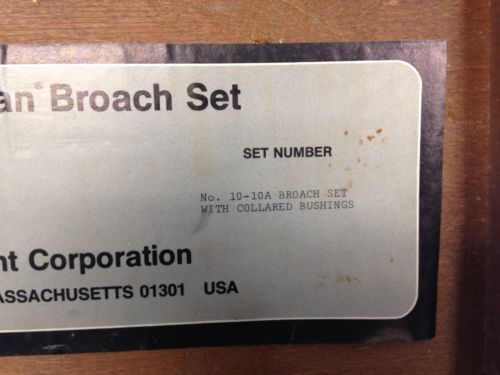 an® Broach Set
SET NUMBER
No. 10-10A BROACH SET
WITH COLLARED BUSHINGS
nt Corporation
ASSACHUSETTS 01301 USA